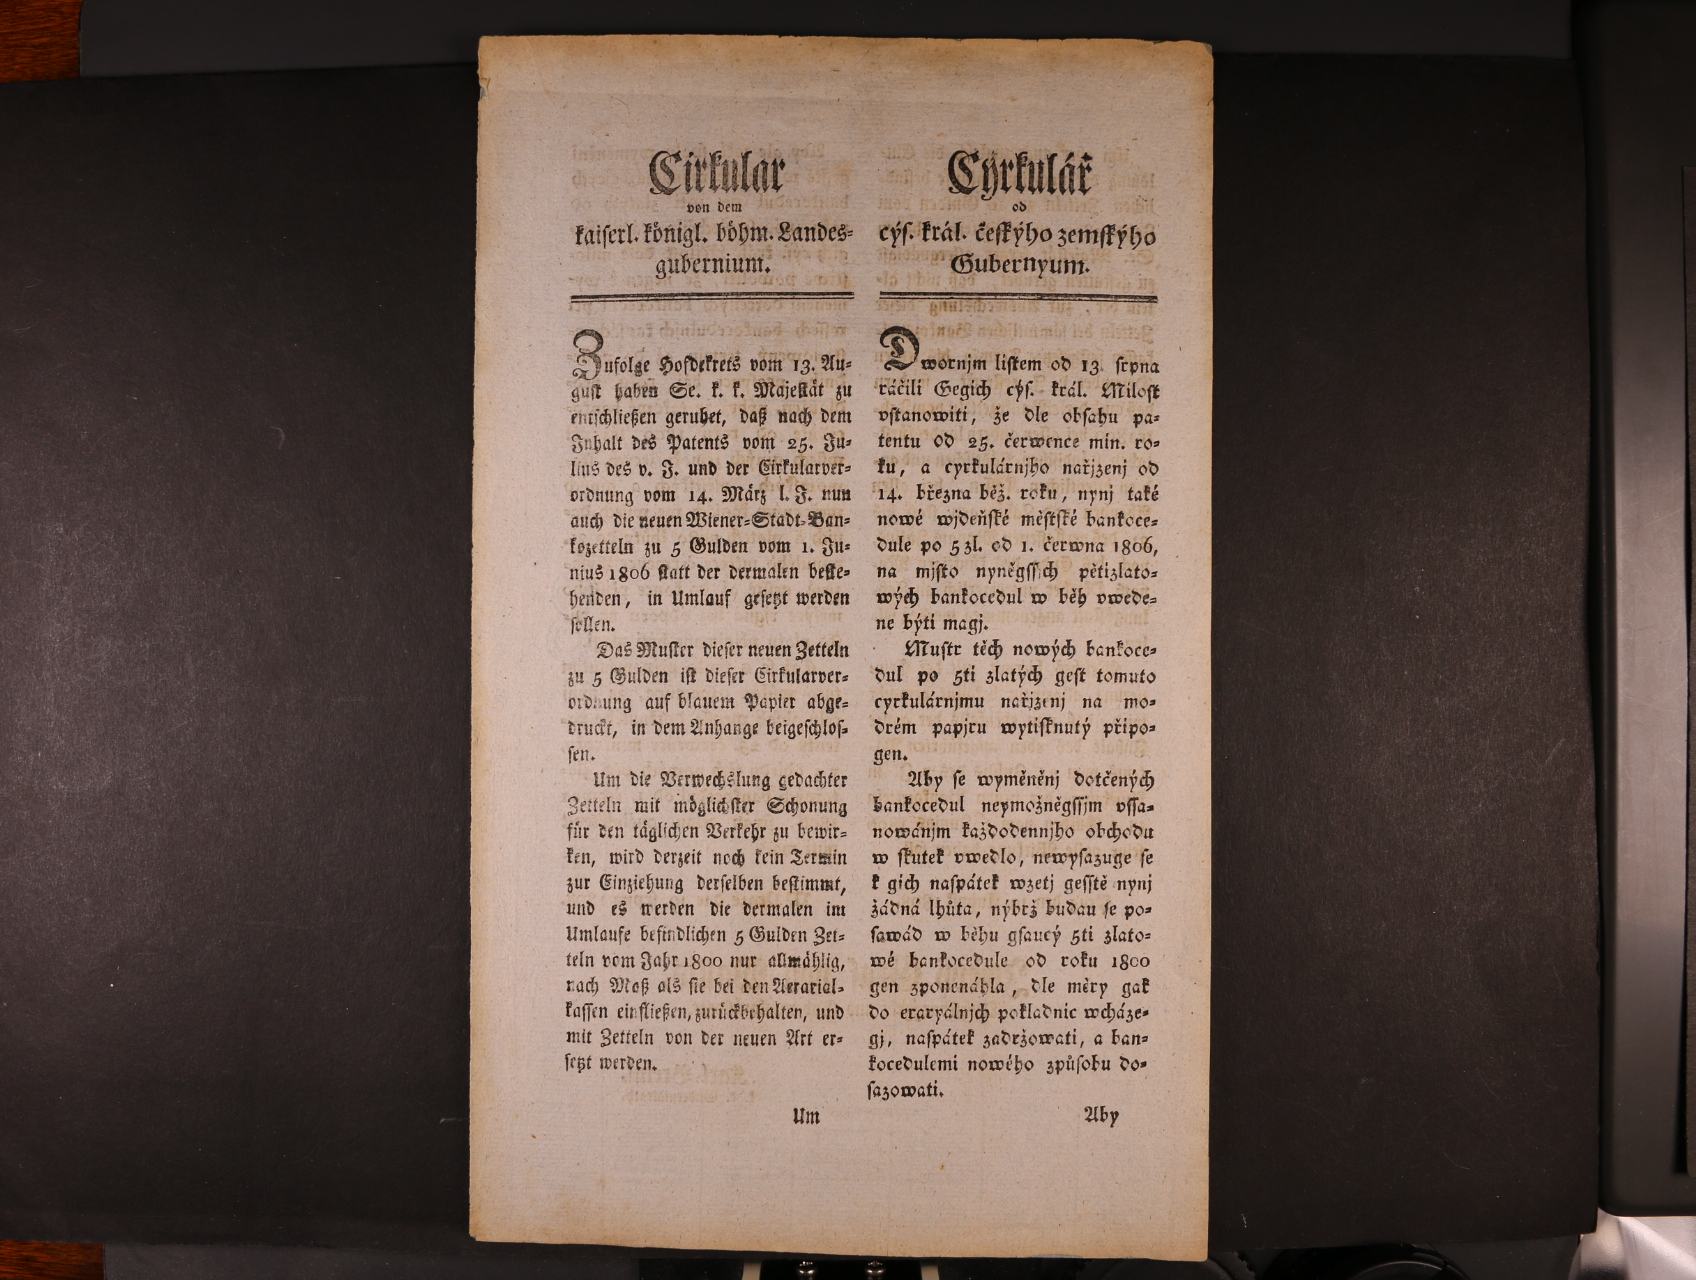 Cirkular
von dem
kaiserl. königl. böhm. Landes=
gubernium.
Zufolge Hofdekrets vom 13. Au=
gust haben Se. k. k. Majestät zu
entschließen geruhet, daß nach dem
Inhalt des Patents vom 25. Ju=
lius des v. J. und der Cirkularver=
ordnung vom 14. März l. J. nun
auch die neuen Wiener=Stadt=Ban=
kozetteln zu 5 Gulden vom 1. Ju=
nius 1806 statt der dermalen beste=
henden, in Umlauf gesetzt werden
sollen.
Das Muster dieser neuen Zetteln
zu 5 Gulden ist dieser Cirkularver=
ordnung auf blauem Papier abge=
druckt, in dem Anhange beigeschlos=
sen.
Um die Verwechslung gedachter
Zetteln mit möglichster Schonung
für den täglichen Verkehr zu bewir=
ken, wird derzeit noch kein Termin
zur Einziehung derselben bestimmt,
und es werden die dermalen im
Umlaufe befindlichen 5 Gulden Zet=
teln vom Jahr 1800 nur allmählig,
nach Maß als sie bei den Aerarial=
kassen einfließen, zurückbehalten, und
mit Zetteln von der neuen Art er=
setzt werden.
Um
Cyrkulář
od
cýs. král. českýho zemskýho
Gubernyum.
Dwornjm listem od 13. srpna
ráčili Gegich cýs. král. Milost
vstanowiti, že dle obsahu pa=
tentu od 25. čerwence min. ro=
ku, a cyrkulárnjho nařjzenj od
14. března běž. roku, nynj také
nowé wjdeňské městské bankoce=
dule po 5 zl. od 1. čerwna 1806,
na mjsto nyněgssjch pětizlato=
wých bankocedul w běh vwede=
ne býti magj.
Mustr těch nowých bankoce=
dul po 5ti zlatých gest tomuto
cyrkulárnjmu nařjzenj na mo=
drém papjru wytisknutý připo=
gen.
Aby se wyměněnj dotčených
bankocedul neymožněgssjm vssa=
nowánjm každodennjho obchodu
w skutek vwedlo, newysazuge se
k gich naspátek wzetj gesstě nynj
žádná lhůta, nýbrž budau se po=
sawád w běhu gsaucý 5ti zlato=
wé bankocedule od roku 1800
gen zponenáhla, dle měry gak
do eraryálnjch pokladnic wcháze=
gj, naspátek zadržowati, a ban=
kocedulemi nowého způsobu do=
sazowati.
Aby